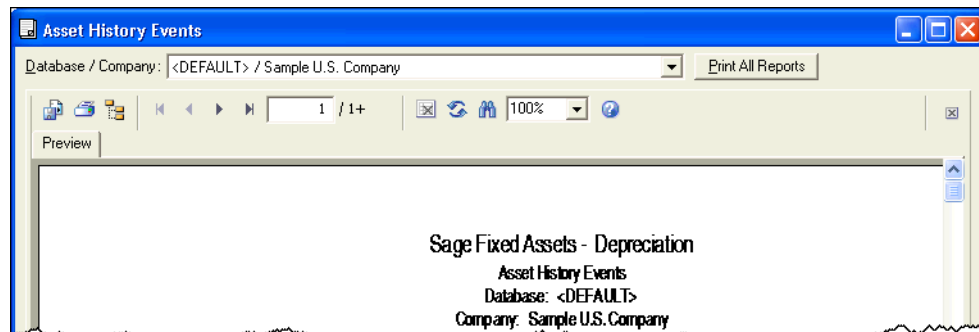 Asset History Events
Database / Company: <DEFAULT> / Sample U.S. Company Print All Reports
1 / 1+ 100%
Preview
Sage Fixed Assets - Depreciation
Asset History Events
Database: <DEFAULT>
Company: Sample U.S. Company